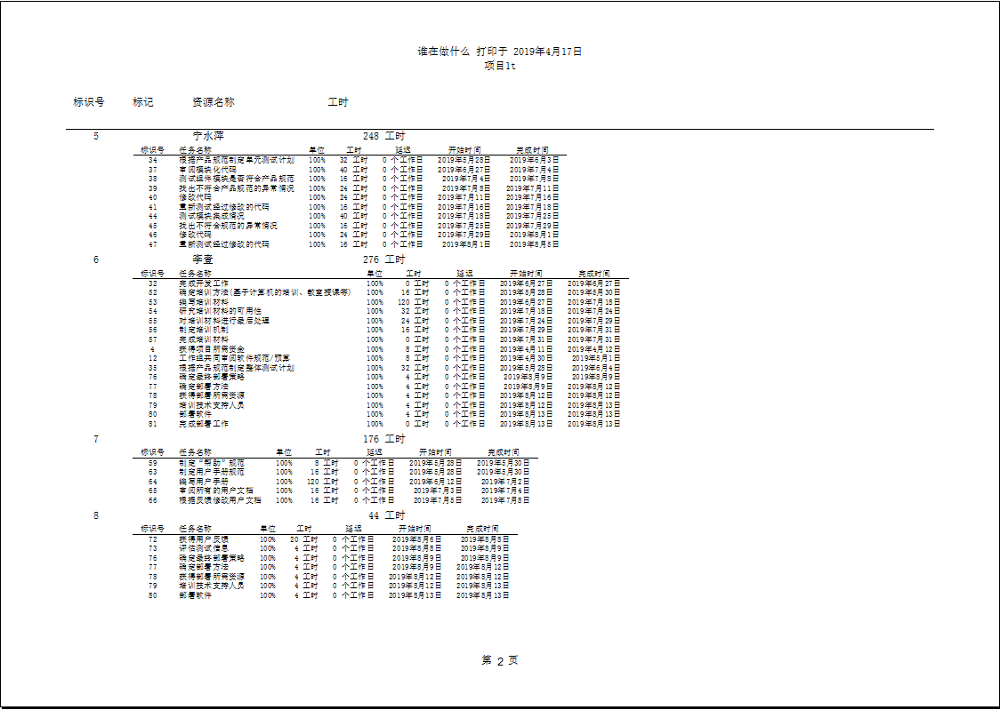 谁在做什么 打印于 2019年4月17日
项目1t
标识号 标记 资源名称 工时
5 宁水萍 248 工时
标识号 任务名称 单位 工时 延迟 开始时间 完成时间
34 根据产品规范制定单元测试计划 100% 32 工时 0 个工作日 2019年5月28日 2019年6月3日
37 审阅模块化代码 100% 40 工时 0 个工作日 2019年6月27日 2019年7月4日
38 测试组件模块是否符合产品规范 100% 16 工时 0 个工作日 2019年7月4日 2019年7月8日
39 找出不符合产品规范的异常情况 100% 24 工时 0 个工作日 2019年7月8日 2019年7月11日
40 修改代码 100% 24 工时 0 个工作日 2019年7月11日 2019年7月16日
41 重新测试经过修改的代码 100% 16 工时 0 个工作日 2019年7月16日 2019年7月18日
44 测试模块集成情况 100% 40 工时 0 个工作日 2019年7月18日 2019年7月25日
45 找出不符合规范的异常情况 100% 16 工时 0 个工作日 2019年7月25日 2019年7月29日
46 修改代码 100% 24 工时 0 个工作日 2019年7月29日 2019年8月1日
47 重新测试经过修改的代码 100% 16 工时 0 个工作日 2019年8月1日 2019年8月5日
6 李查 276 工时
标识号 任务名称 单位 工时 延迟 开始时间 完成时间
32 完成开发工作 100% 0 工时 0 个工作日 2019年6月27日 2019年6月27日
52 确定培训方法(基于计算机的培训、教室授课等) 100% 16 工时 0 个工作日 2019年5月28日 2019年5月30日
53 编写培训材料 100% 120 工时 0 个工作日 2019年6月27日 2019年7月18日
54 研究培训材料的可用性 100% 32 工时 0 个工作日 2019年7月18日 2019年7月24日
55 对培训材料进行最后处理 100% 24 工时 0 个工作日 2019年7月24日 2019年7月29日
56 制定培训机制 100% 16 工时 0 个工作日 2019年7月29日 2019年7月31日
57 完成培训材料 100% 0 工时 0 个工作日 2019年7月31日 2019年7月31日
4 获得项目所需资金 100% 8 工时 0 个工作日 2019年4月11日 2019年4月12日
12 工作组共同审阅软件规范/预算 100% 8 工时 0 个工作日 2019年4月30日 2019年5月1日
35 根据产品规范制定整体测试计划 100% 32 工时 0 个工作日 2019年5月28日 2019年6月4日
76 确定最终部署策略 100% 4 工时 0 个工作日 2019年8月9日 2019年8月9日
77 确定部署方法 100% 4 工时 0 个工作日 2019年8月9日 2019年8月12日
78 获得部署所需资源 100% 4 工时 0 个工作日 2019年8月12日 2019年8月12日
79 培训技术支持人员 100% 4 工时 0 个工作日 2019年8月12日 2019年8月13日
80 部署软件 100% 4 工时 0 个工作日 2019年8月13日 2019年8月13日
81 完成部署工作 100% 0 工时 0 个工作日 2019年8月13日 2019年8月13日
7 176 工时
标识号 任务名称 单位 工时 延迟 开始时间 完成时间
59 制定“帮助”规范 100% 8 工时 0 个工作日 2019年5月28日 2019年5月30日
63 制定用户手册规范 100% 16 工时 0 个工作日 2019年5月28日 2019年5月30日
64 编写用户手册 100% 120 工时 0 个工作日 2019年6月12日 2019年7月2日
65 审阅所有的用户文档 100% 16 工时 0 个工作日 2019年7月3日 2019年7月4日
66 根据反馈修改用户文档 100% 16 工时 0 个工作日 2019年7月5日 2019年7月8日
8 44 工时
标识号 任务名称 单位 工时 延迟 开始时间 完成时间
72 获得用户反馈 100% 20 工时 0 个工作日 2019年8月6日 2019年8月8日
73 评估测试信息 100% 4 工时 0 个工作日 2019年8月8日 2019年8月9日
76 确定最终部署策略 100% 4 工时 0 个工作日 2019年8月9日 2019年8月9日
77 确定部署方法 100% 4 工时 0 个工作日 2019年8月9日 2019年8月12日
78 获得部署所需资源 100% 4 工时 0 个工作日 2019年8月12日 2019年8月12日
79 培训技术支持人员 100% 4 工时 0 个工作日 2019年8月12日 2019年8月13日
80 部署软件 100% 4 工时 0 个工作日 2019年8月13日 2019年8月13日
第 2 页